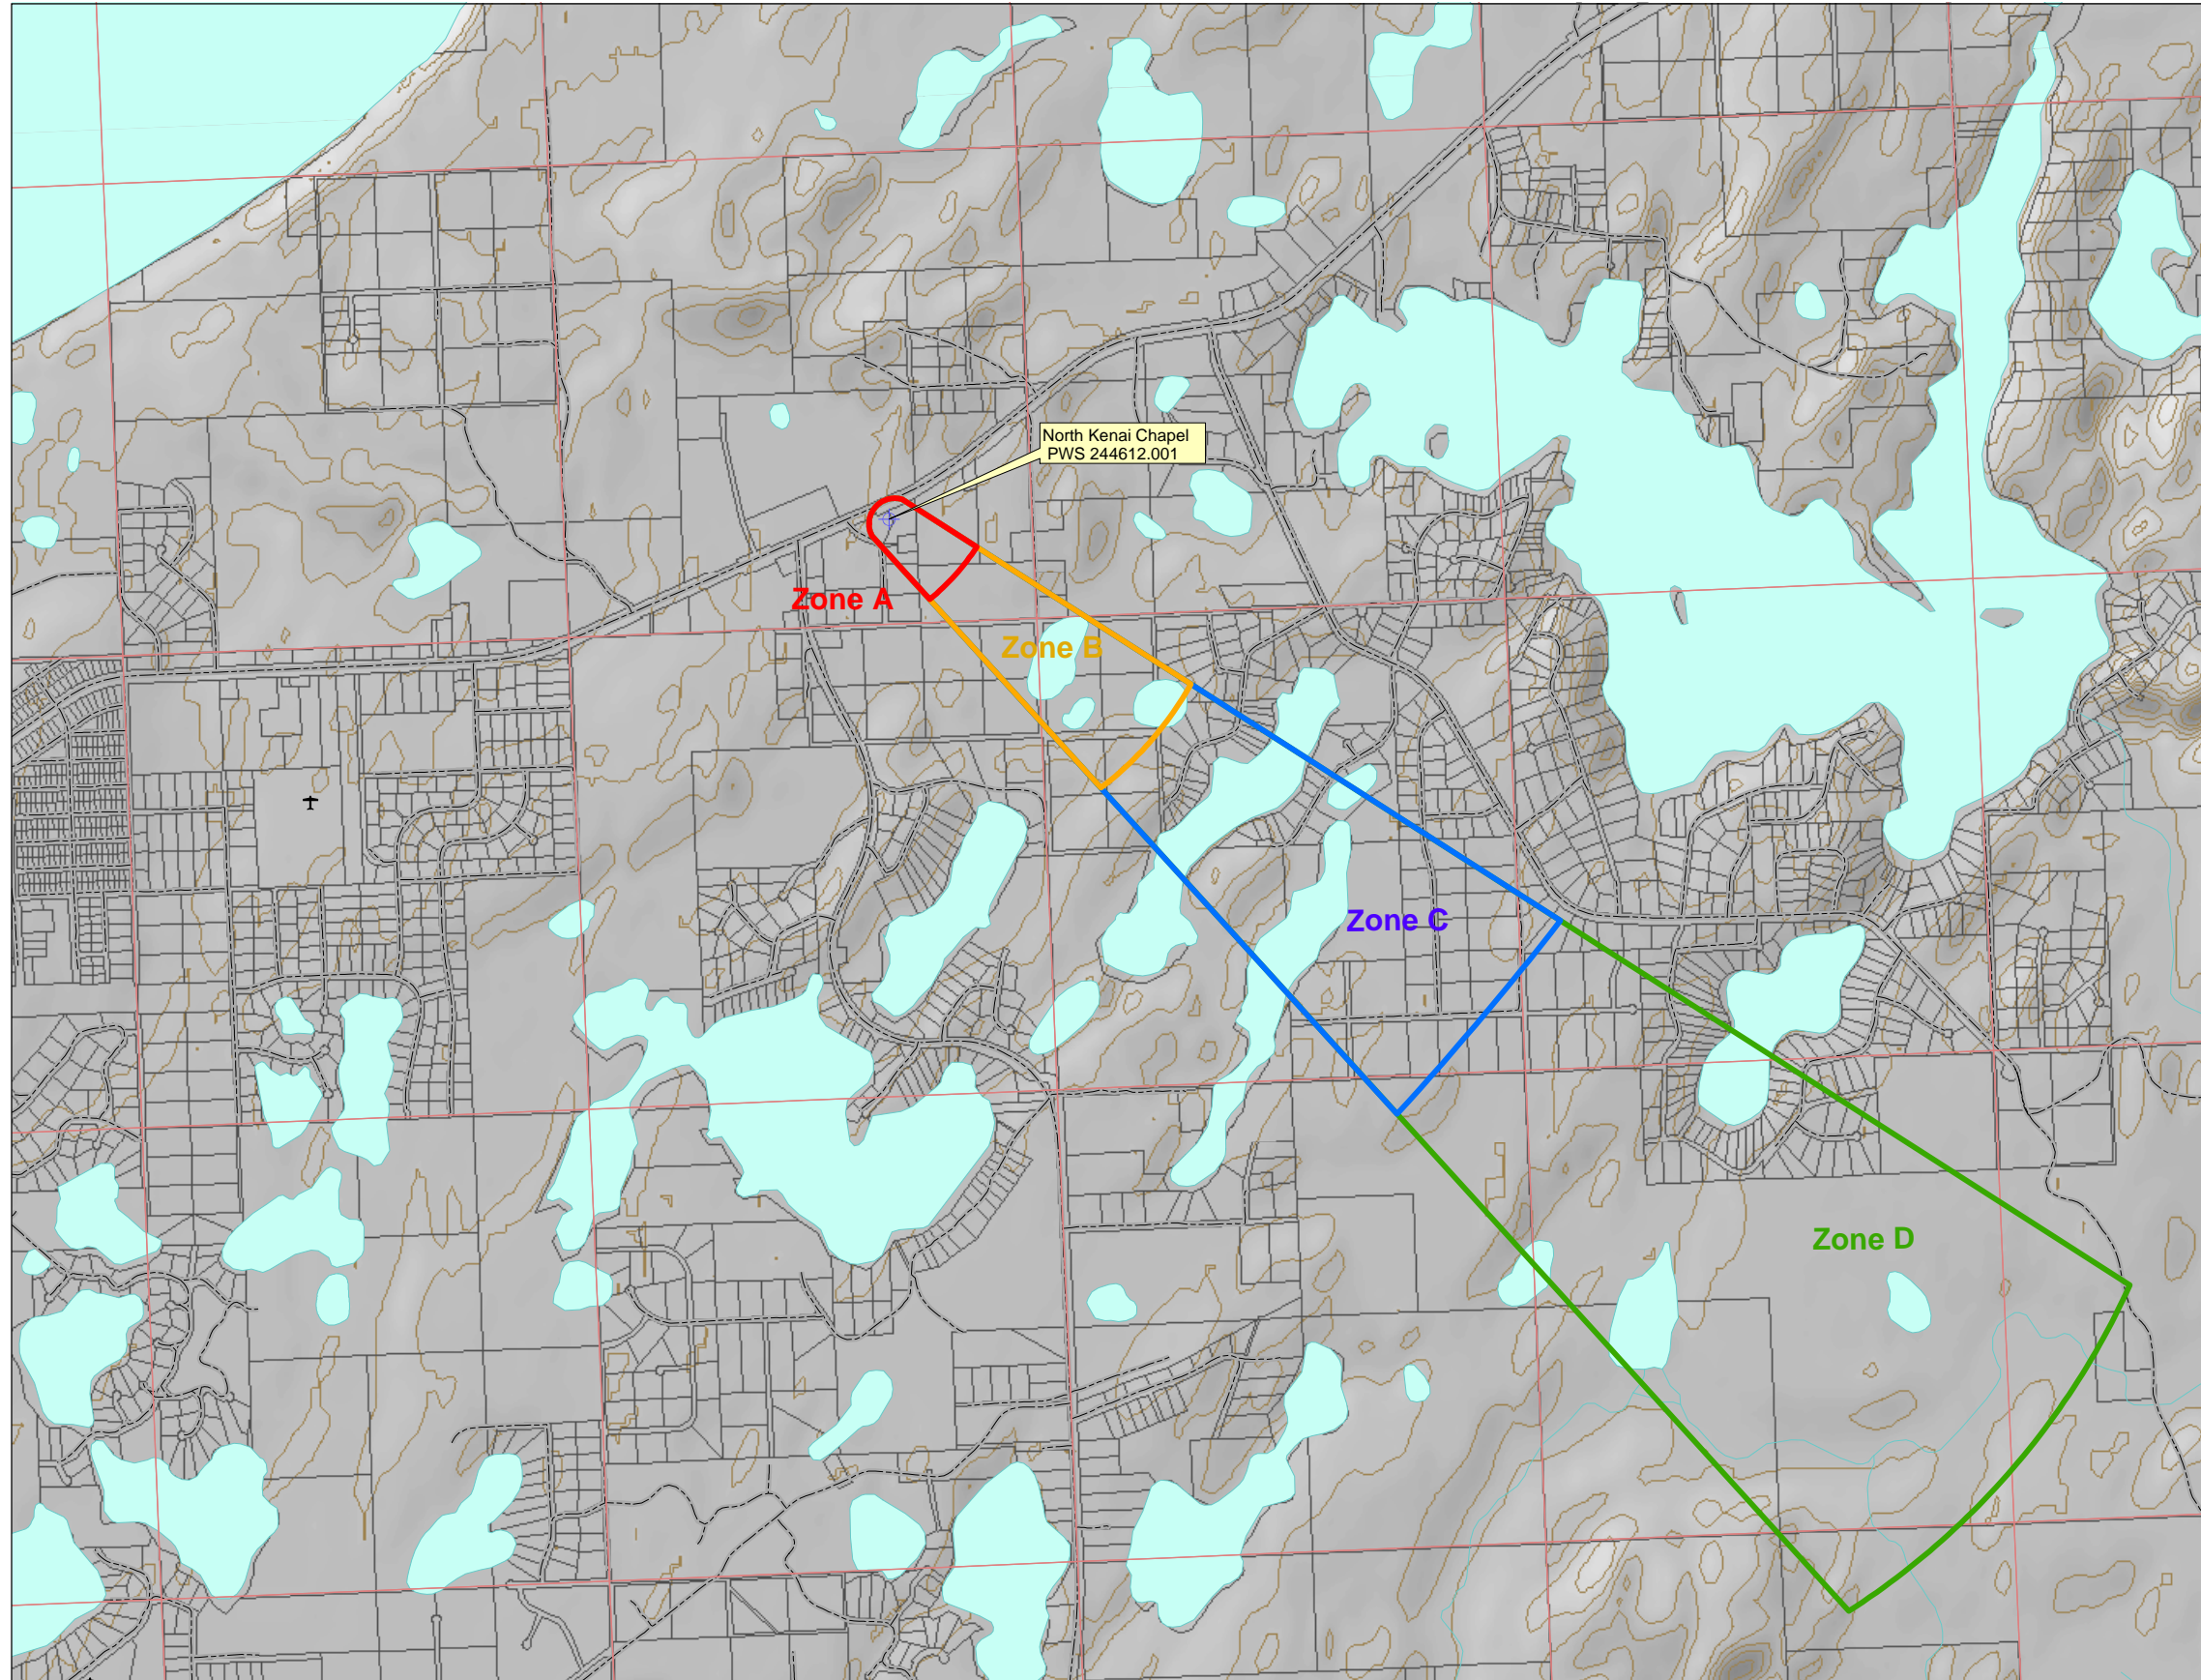 North Kenai Chapel
PWS 244612.001
Zone A
Zone B
Zone C
Zone D